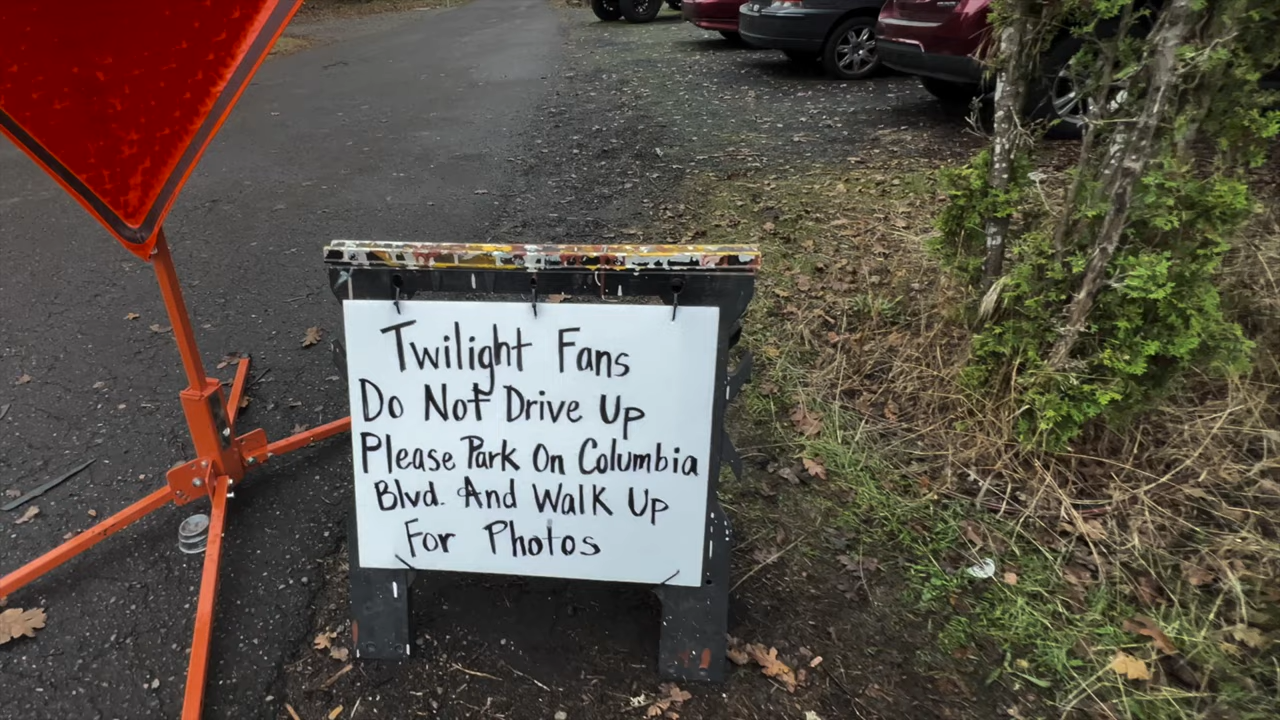 Twilight Fans
Do Not Drive Up
Please Park On Columbia
Blvd. And Walk Up
For Photos